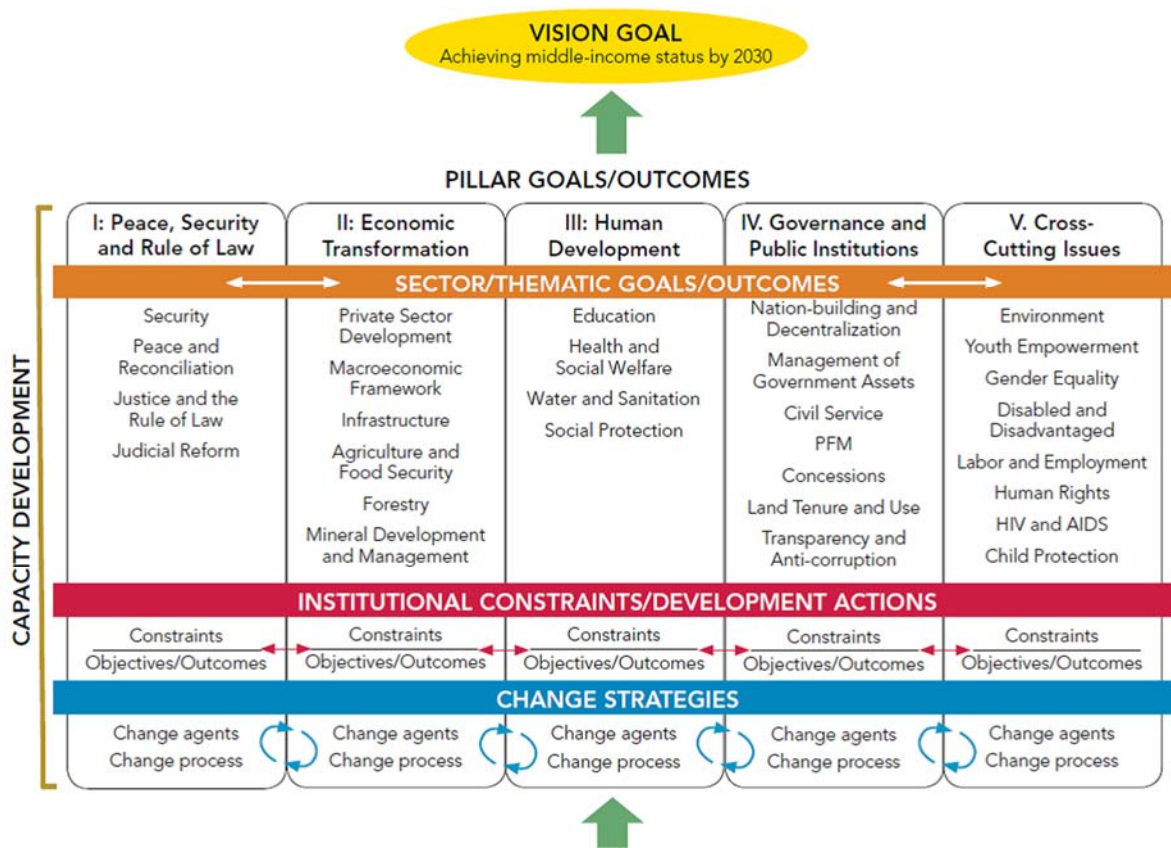 VISION GOAL
Achieving middle-income status by 2030
PILLAR GOALS/OUTCOMES
CAPACITY DEVELOPMENT
I: Peace, Security
and Rule of Law
II: Economic
Transformation
III: Human
Development
IV. Governance and
Public Institutions
V. Cross-
Cutting Issues
SECTOR/THEMATIC GOALS/OUTCOMES
Security
Peace and
Reconciliation
Justice and the
Rule of Law
Judicial Reform
Private Sector
Development
Macroeconomic
Framework
Infrastructure
Agriculture and
Food Security
Forestry
Mineral Development
and Management
Education
Health and
Social Welfare
Water and Sanitation
Social Protection
Nation-building and
Decentralization
Management of
Government Assets
Civil Service
PFM
Concessions
Land Tenure and Use
Transparency and
Anti-corruption
Environment
Youth Empowerment
Gender Equality
Disabled and
Disadvantaged
Labor and Employment
Human Rights
HIV and AIDS
Child Protection
INSTITUTIONAL CONSTRAINTS/DEVELOPMENT ACTIONS
Constraints
Objectives/Outcomes
Constraints
Objectives/Outcomes
Constraints
Objectives/Outcomes
Constraints
Objectives/Outcomes
Constraints
Objectives/Outcomes
CHANGE STRATEGIES
Change agents
Change process
Change agents
Change process
Change agents
Change process
Change agents
Change process
Change agents
Change process